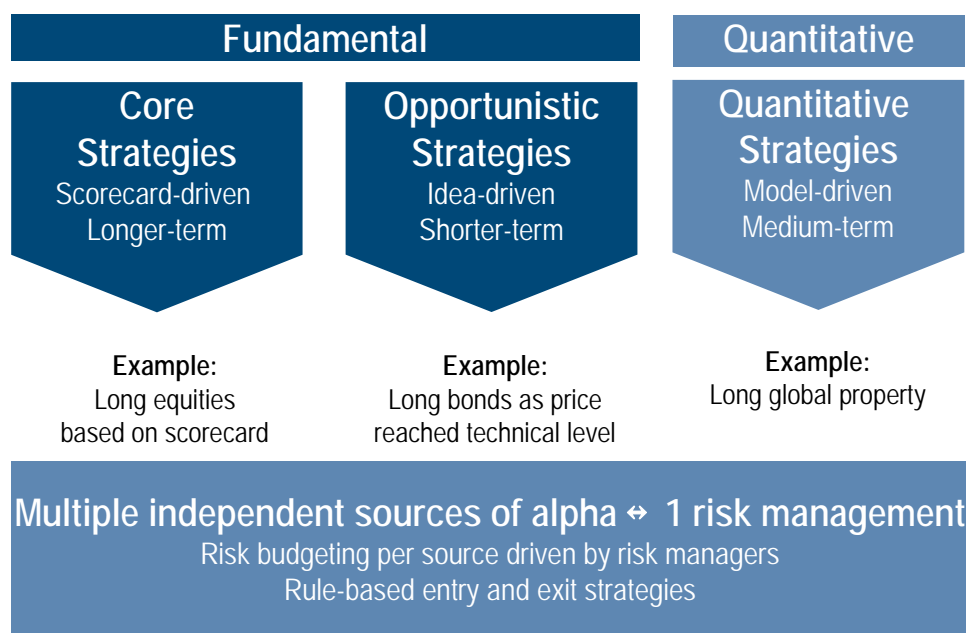 Fundamental
Core
Strategies
Scorecard-driven
Longer-term
Opportunistic
Strategies
Idea-driven
Shorter-term
Quantitative
Quantitative
Strategies
Model-driven
Medium-term
Example:
Long equities
based on scorecard
Example:
Long bonds as price
reached technical level
Example:
Long global property
Multiple independent sources of alpha ↔ 1 risk management
Risk budgeting per source driven by risk managers
Rule-based entry and exit strategies